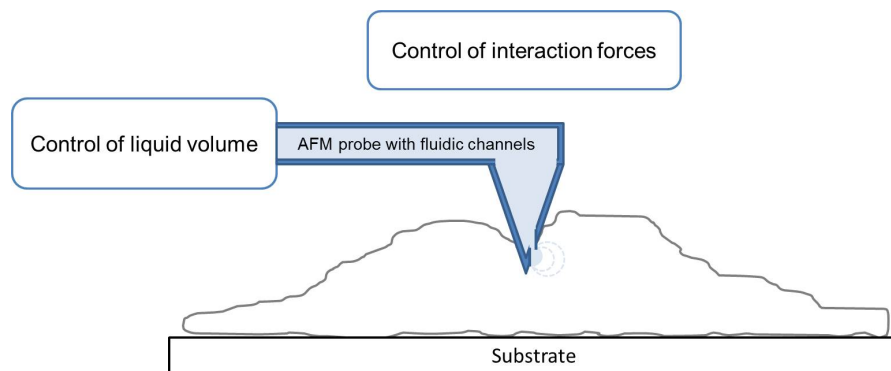 Control of interaction forces
Control of liquid volume
AFM probe with fluidic channels
Substrate